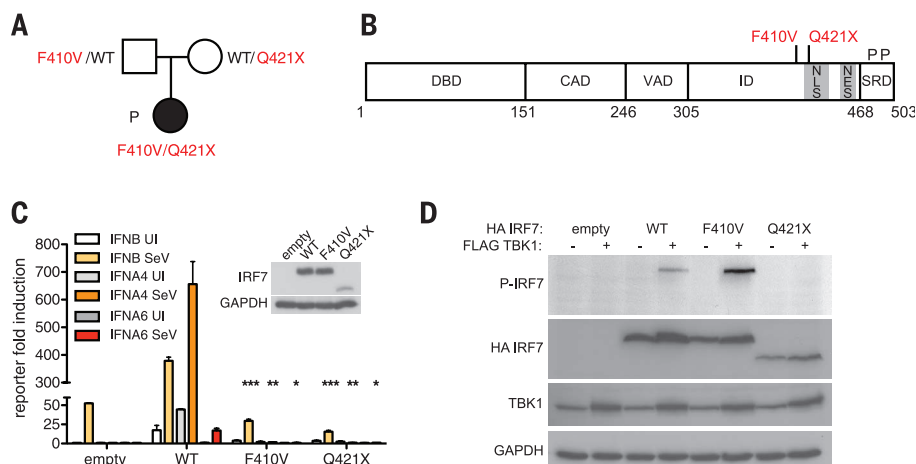 A
F410V/WT
WT/Q421X
P
F410V/Q421X
B
F410V Q421X
P P
DBD CAD VAD ID NLS NES SRD
1 151 246 305 468 503
C
reporter fold induction
800
700
600
500
400
300
50
25
0
IFNB UI
IFNB SeV
IFNA4 UI
IFNA4 SeV
IFNA6 UI
IFNA6 SeV
empty WT F410V Q421X
IRF7
GAPDH
*** ** * *** ** *
empty WT F410V Q421X
D
HA IRF7: empty WT F410V Q421X
FLAG TBK1: - + - + - + - +
P-IRF7
HA IRF7
TBK1
GAPDH